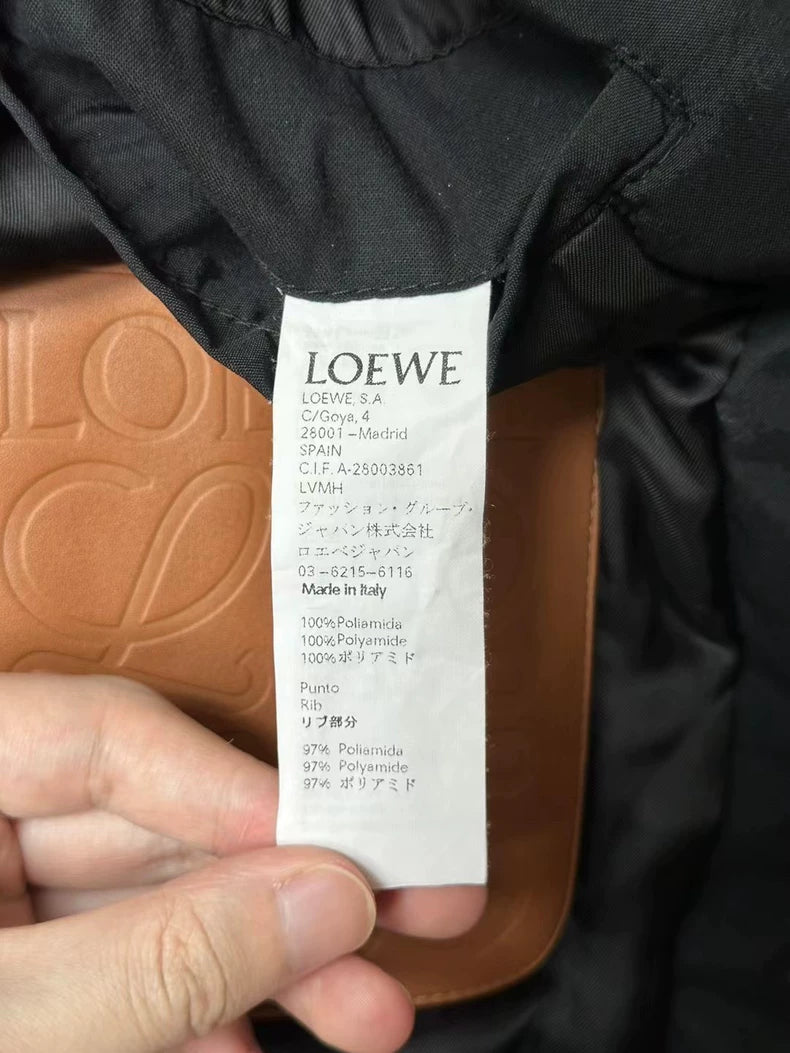 LOEWE
LOEWE, S.A.
C/Goya, 4
28001 – Madrid
SPAIN
C.I.F. A-28003861
LVMH
ファッション・グループ・
ジャパン株式会社
ロエベジャパン
03-6215-6116
Made in Italy
100% Poliamida
100% Polyamide
100% ポリアミド
Punto
Rib
リブ部分
97% Poliamida
97% Polyamide
97% ポリアミド